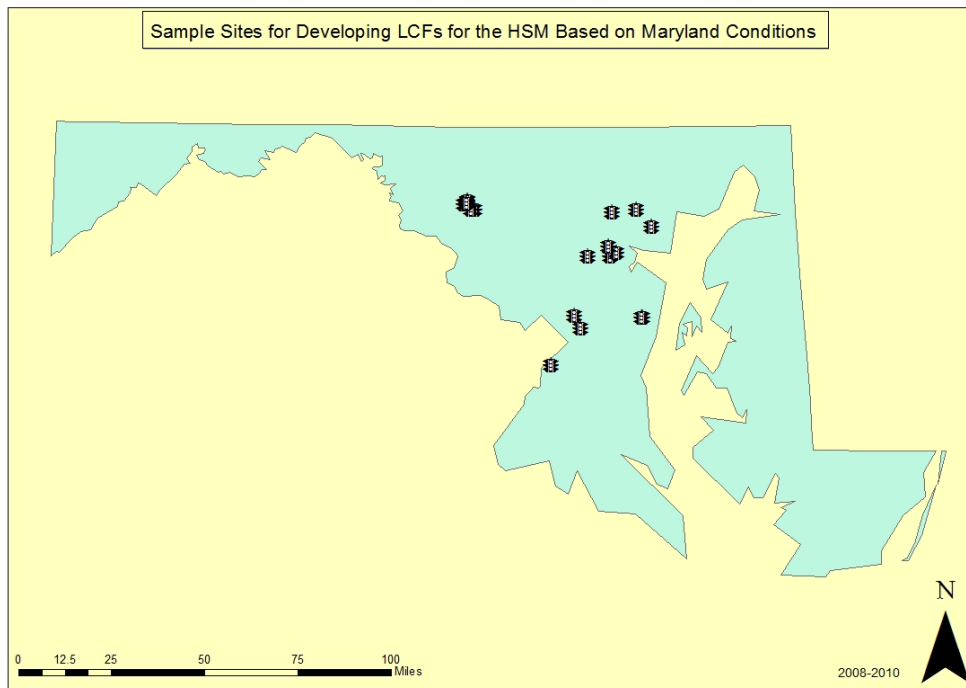 Sample Sites for Developing LCFs for the HSM Based on Maryland Conditions
N
0 12.5 25 50 75 100
Miles
2008-2010